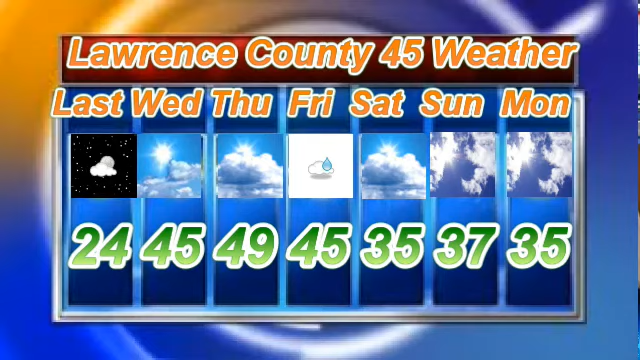 Lawrence County 45 Weather
Last Wed Thu Fri Sat Sun Mon
24 45 49 45 35 37 35